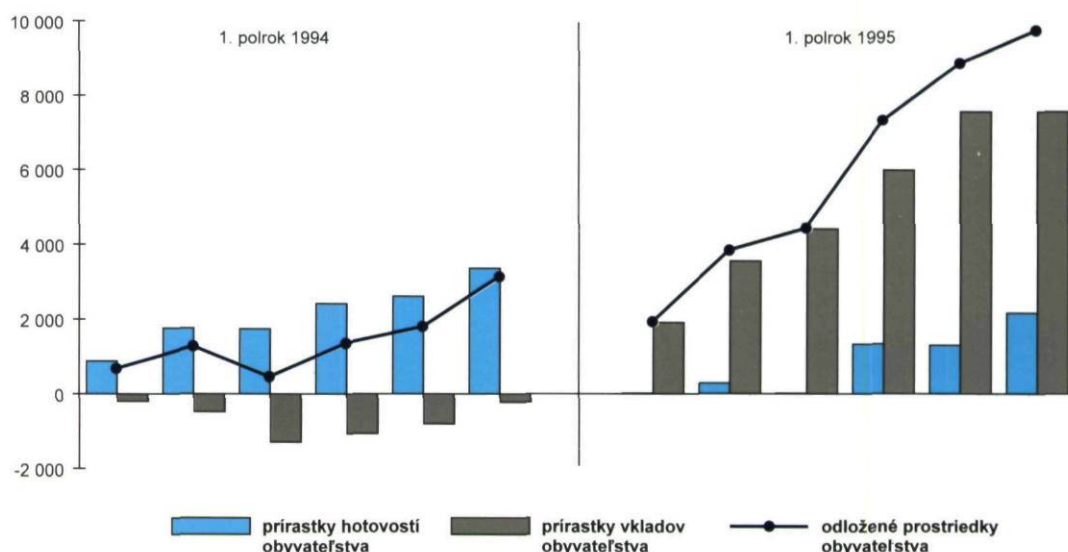 10 000
1. polrok 1994
1. polrok 1995
8 000
6 000
4 000
2 000
0
-2 000
prírastky hotovostí
obyvateľstva
prírastky vkladov
obyvateľstva
odložené prostriedky
obyvateľstva